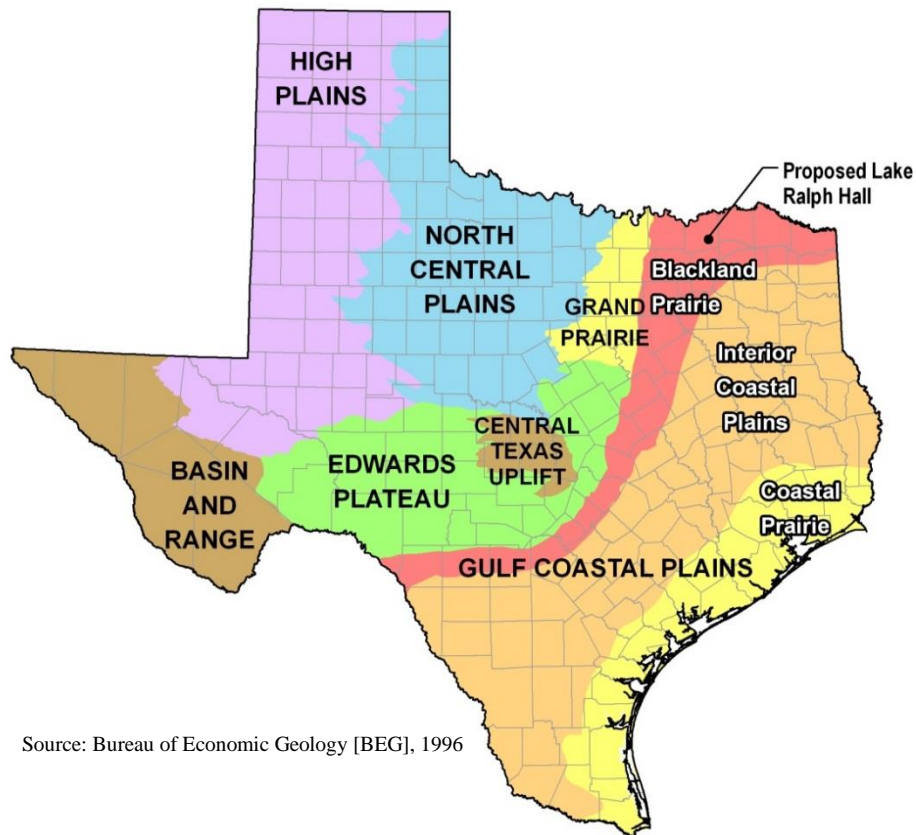 HIGH
PLAINS
Proposed Lake
Ralph Hall
NORTH
CENTRAL
PLAINS
Blackland
Prairie
GRAND
PRAIRIE
Interior
Coastal
Plains
CENTRAL
TEXAS
UPLIFT
EDWARDS
PLATEAU
BASIN
AND
RANGE
Coastal
Prairie
GULF COASTAL PLAINS
Source: Bureau of Economic Geology [BEG], 1996